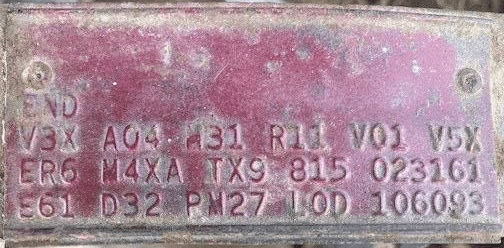 END
V3X A04 M31 R11 V01 V5X
ER6 M4XA TX9 815 023161
E61 D32 PM27 LOD 106093